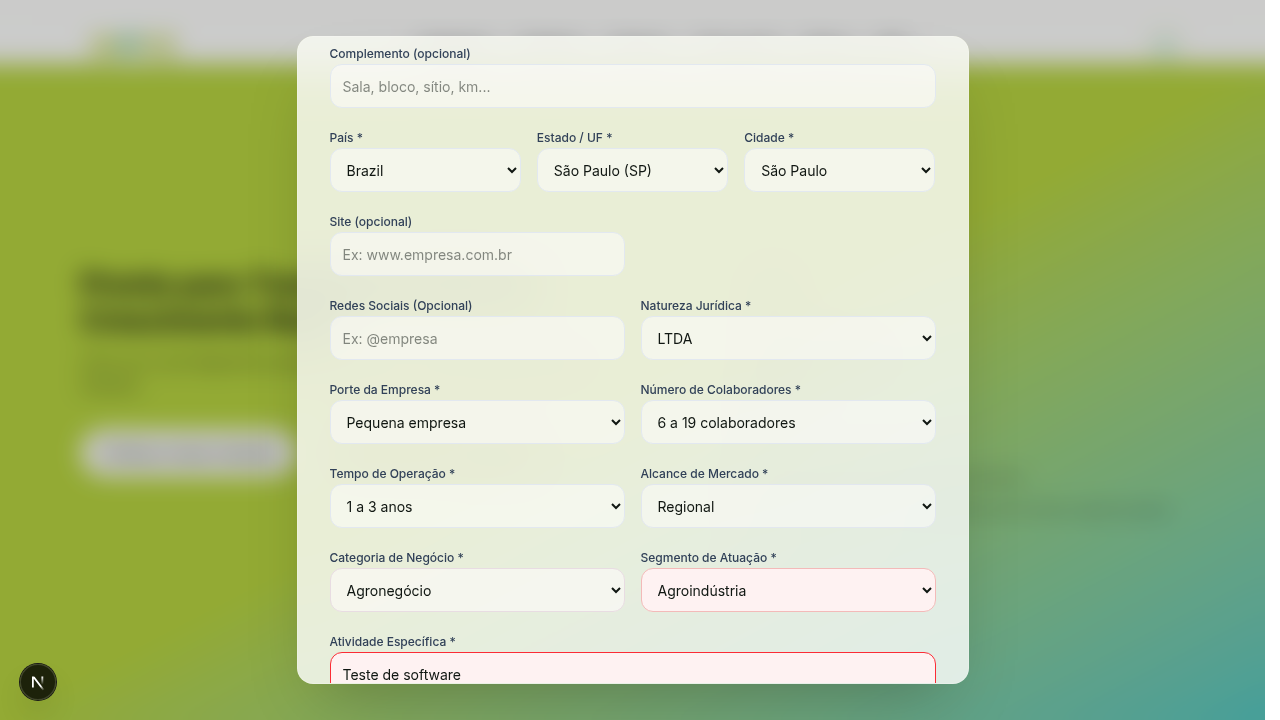 Complemento (opcional)
Sala, bloco, sítio, km...
País * Estado / UF * Cidade *
Brazil São Paulo (SP) São Paulo
Site (opcional)
Ex: www.empresa.com.br
Redes Sociais (Opcional) Natureza Jurídica *
Ex: @empresa LTDA
Porte da Empresa * Número de Colaboradores *
Pequena empresa 6 a 19 colaboradores
Tempo de Operação * Alcance de Mercado *
1 a 3 anos Regional
Categoria de Negócio * Segmento de Atuação *
Agronegócio Agroindústria
Atividade Específica *
Teste de software
N